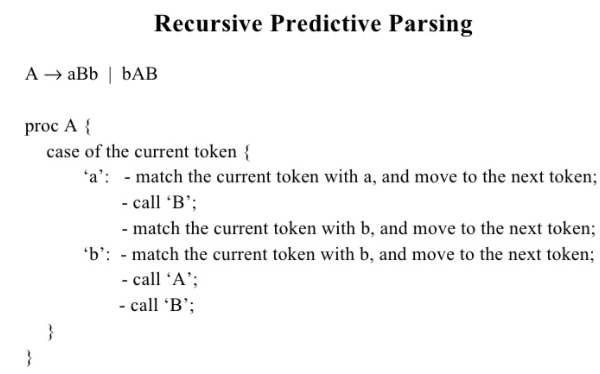 Recursive Predictive Parsing
A → aBb | bAB
proc A {
case of the current token {
‘a’: - match the current token with a, and move to the next token;
- call ‘B’;
- match the current token with b, and move to the next token;
‘b’: - match the current token with b, and move to the next token;
- call ‘A’;
- call ‘B’;
}
}